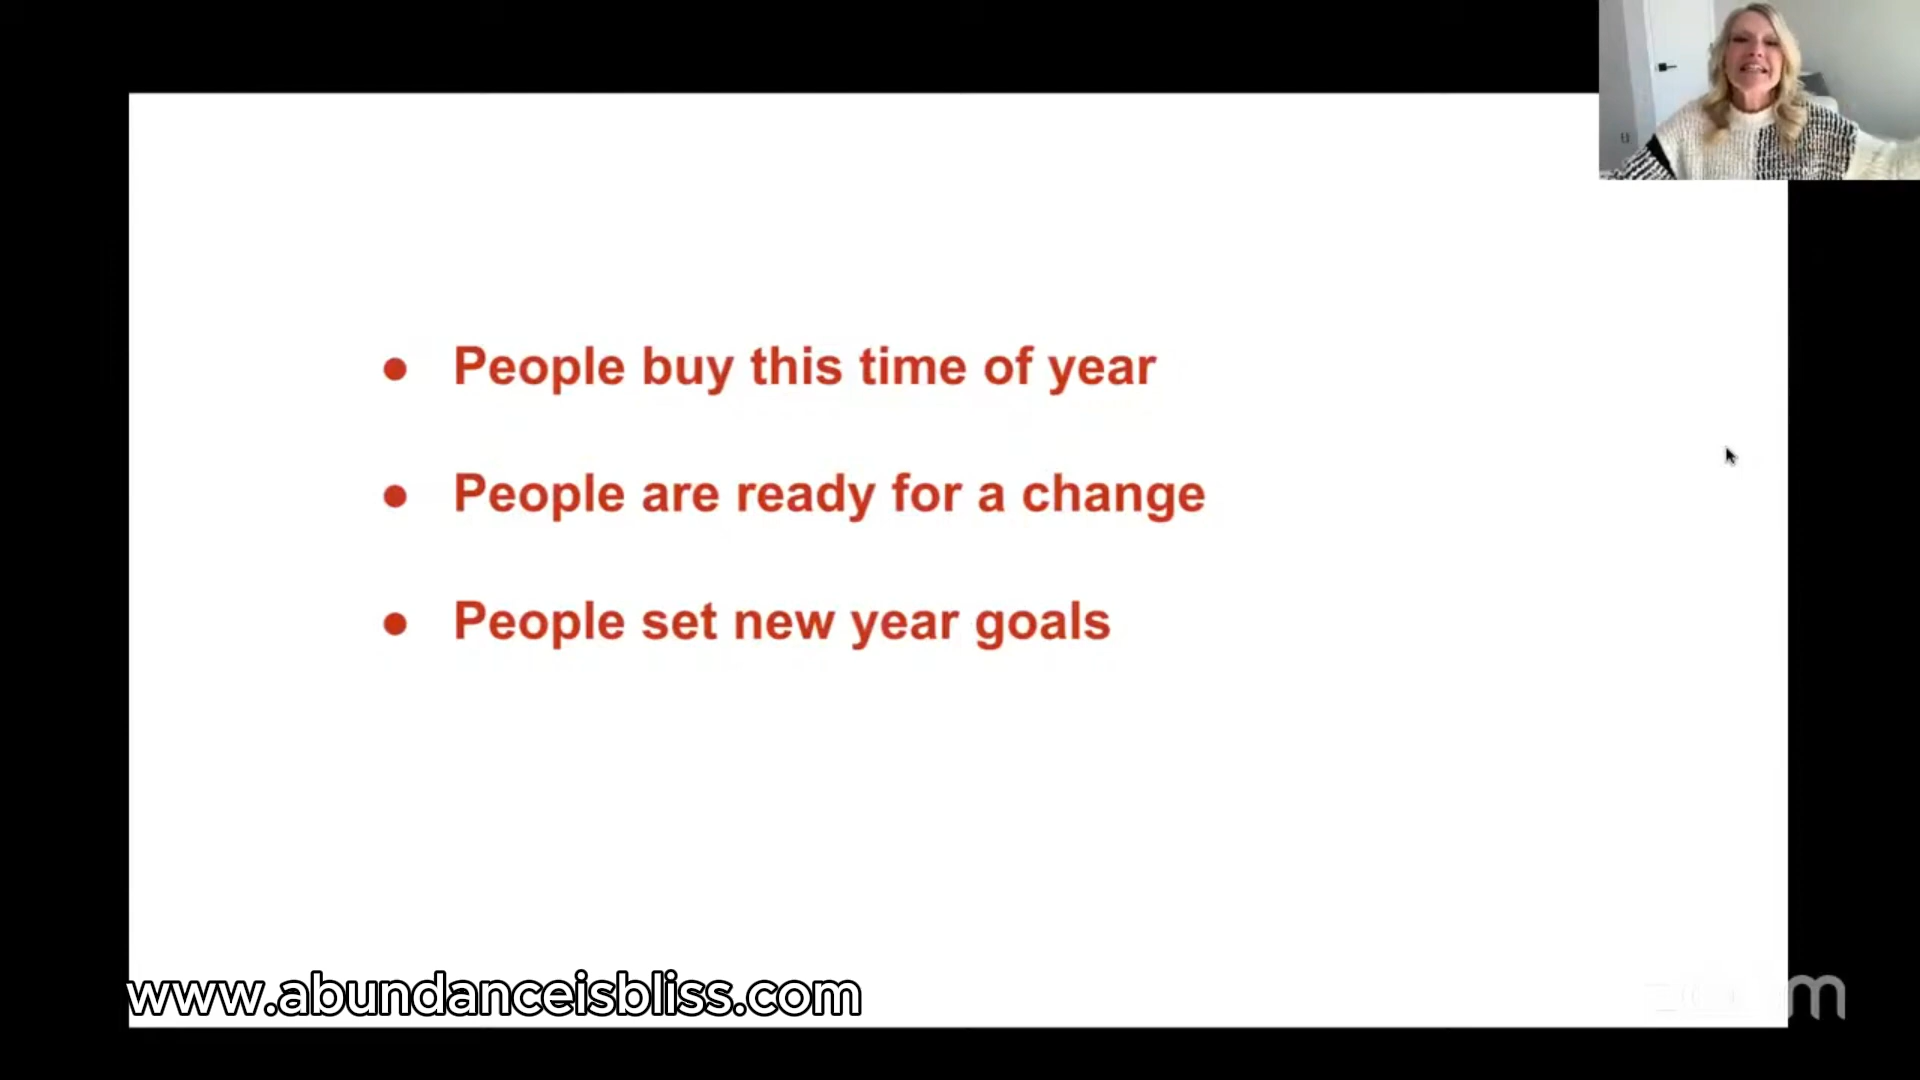 ● People buy this time of year
● People are ready for a change
● People set new year goals
www.abundanceisbliss.com
zoom